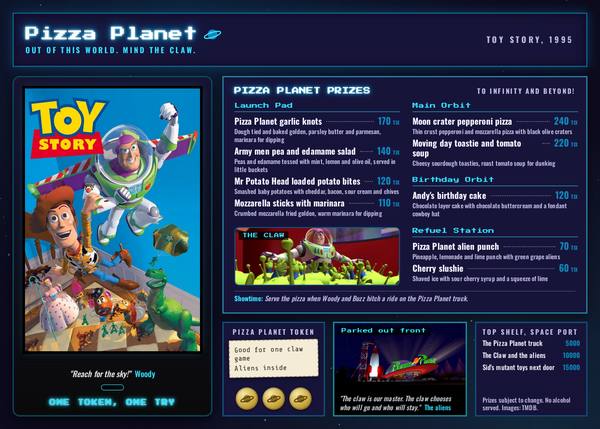 Pizza Planet
OUT OF THIS WORLD. MIND THE CLAW.
TOY STORY, 1995
TOY
STORY
"Reach for the sky!" Woody
ONE TOKEN, ONE TRY
PIZZA PLANET PRIZES
TO INFINITY AND BEYOND!
Launch Pad
Pizza Planet garlic knots 170 TIX
Dough tied and baked golden, parsley butter and parmesan,
marinara for dipping
Army men pea and edamame salad 140 TIX
Peas and edamame tossed with mint, lemon and olive oil, served in
little buckets
Mr Potato Head loaded potato bites 120 TIX
Smashed baby potatoes with cheddar, bacon, sour cream and chives
Mozzarella sticks with marinara 110 TIX
Crumbed mozzarella fried golden, warm marinara for dipping
THE CLAW
Main Orbit
Moon crater pepperoni pizza 240 TIX
Thin crust pepperoni and mozzarella pizza with black olive craters
Moving day toastie and tomato 220 TIX
soup
Cheesy sourdough toasties, roast tomato soup for dunking
Birthday Orbit
Andy's birthday cake 120 TIX
Chocolate layer cake with chocolate buttercream and a fondant
cowboy hat
Refuel Station
Pizza Planet alien punch 70 TIX
Pineapple, lemonade and lime punch with green grape aliens
Cherry slushie 60 TIX
Shaved ice with sour cherry syrup and a squeeze of lime
Showtime: Serve the pizza when Woody and Buzz hitch a ride on the Pizza Planet truck.
PIZZA PLANET TOKEN
Good for one claw
game
Aliens inside
Parked out front
"The claw is our master. The claw chooses
who will go and who will stay." The aliens
TOP SHELF, SPACE PORT
The Pizza Planet truck 5000
The Claw and the aliens 10000
Sid's mutant toys next door 15000
Prizes subject to change. No alcohol
served. Images: TMDB.